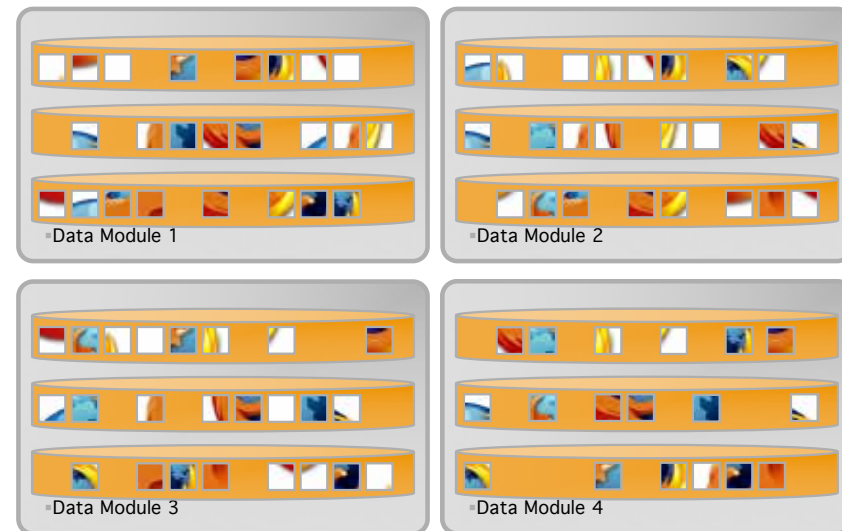 ▪Data Module 1
▪Data Module 2
▪Data Module 3
▪Data Module 4